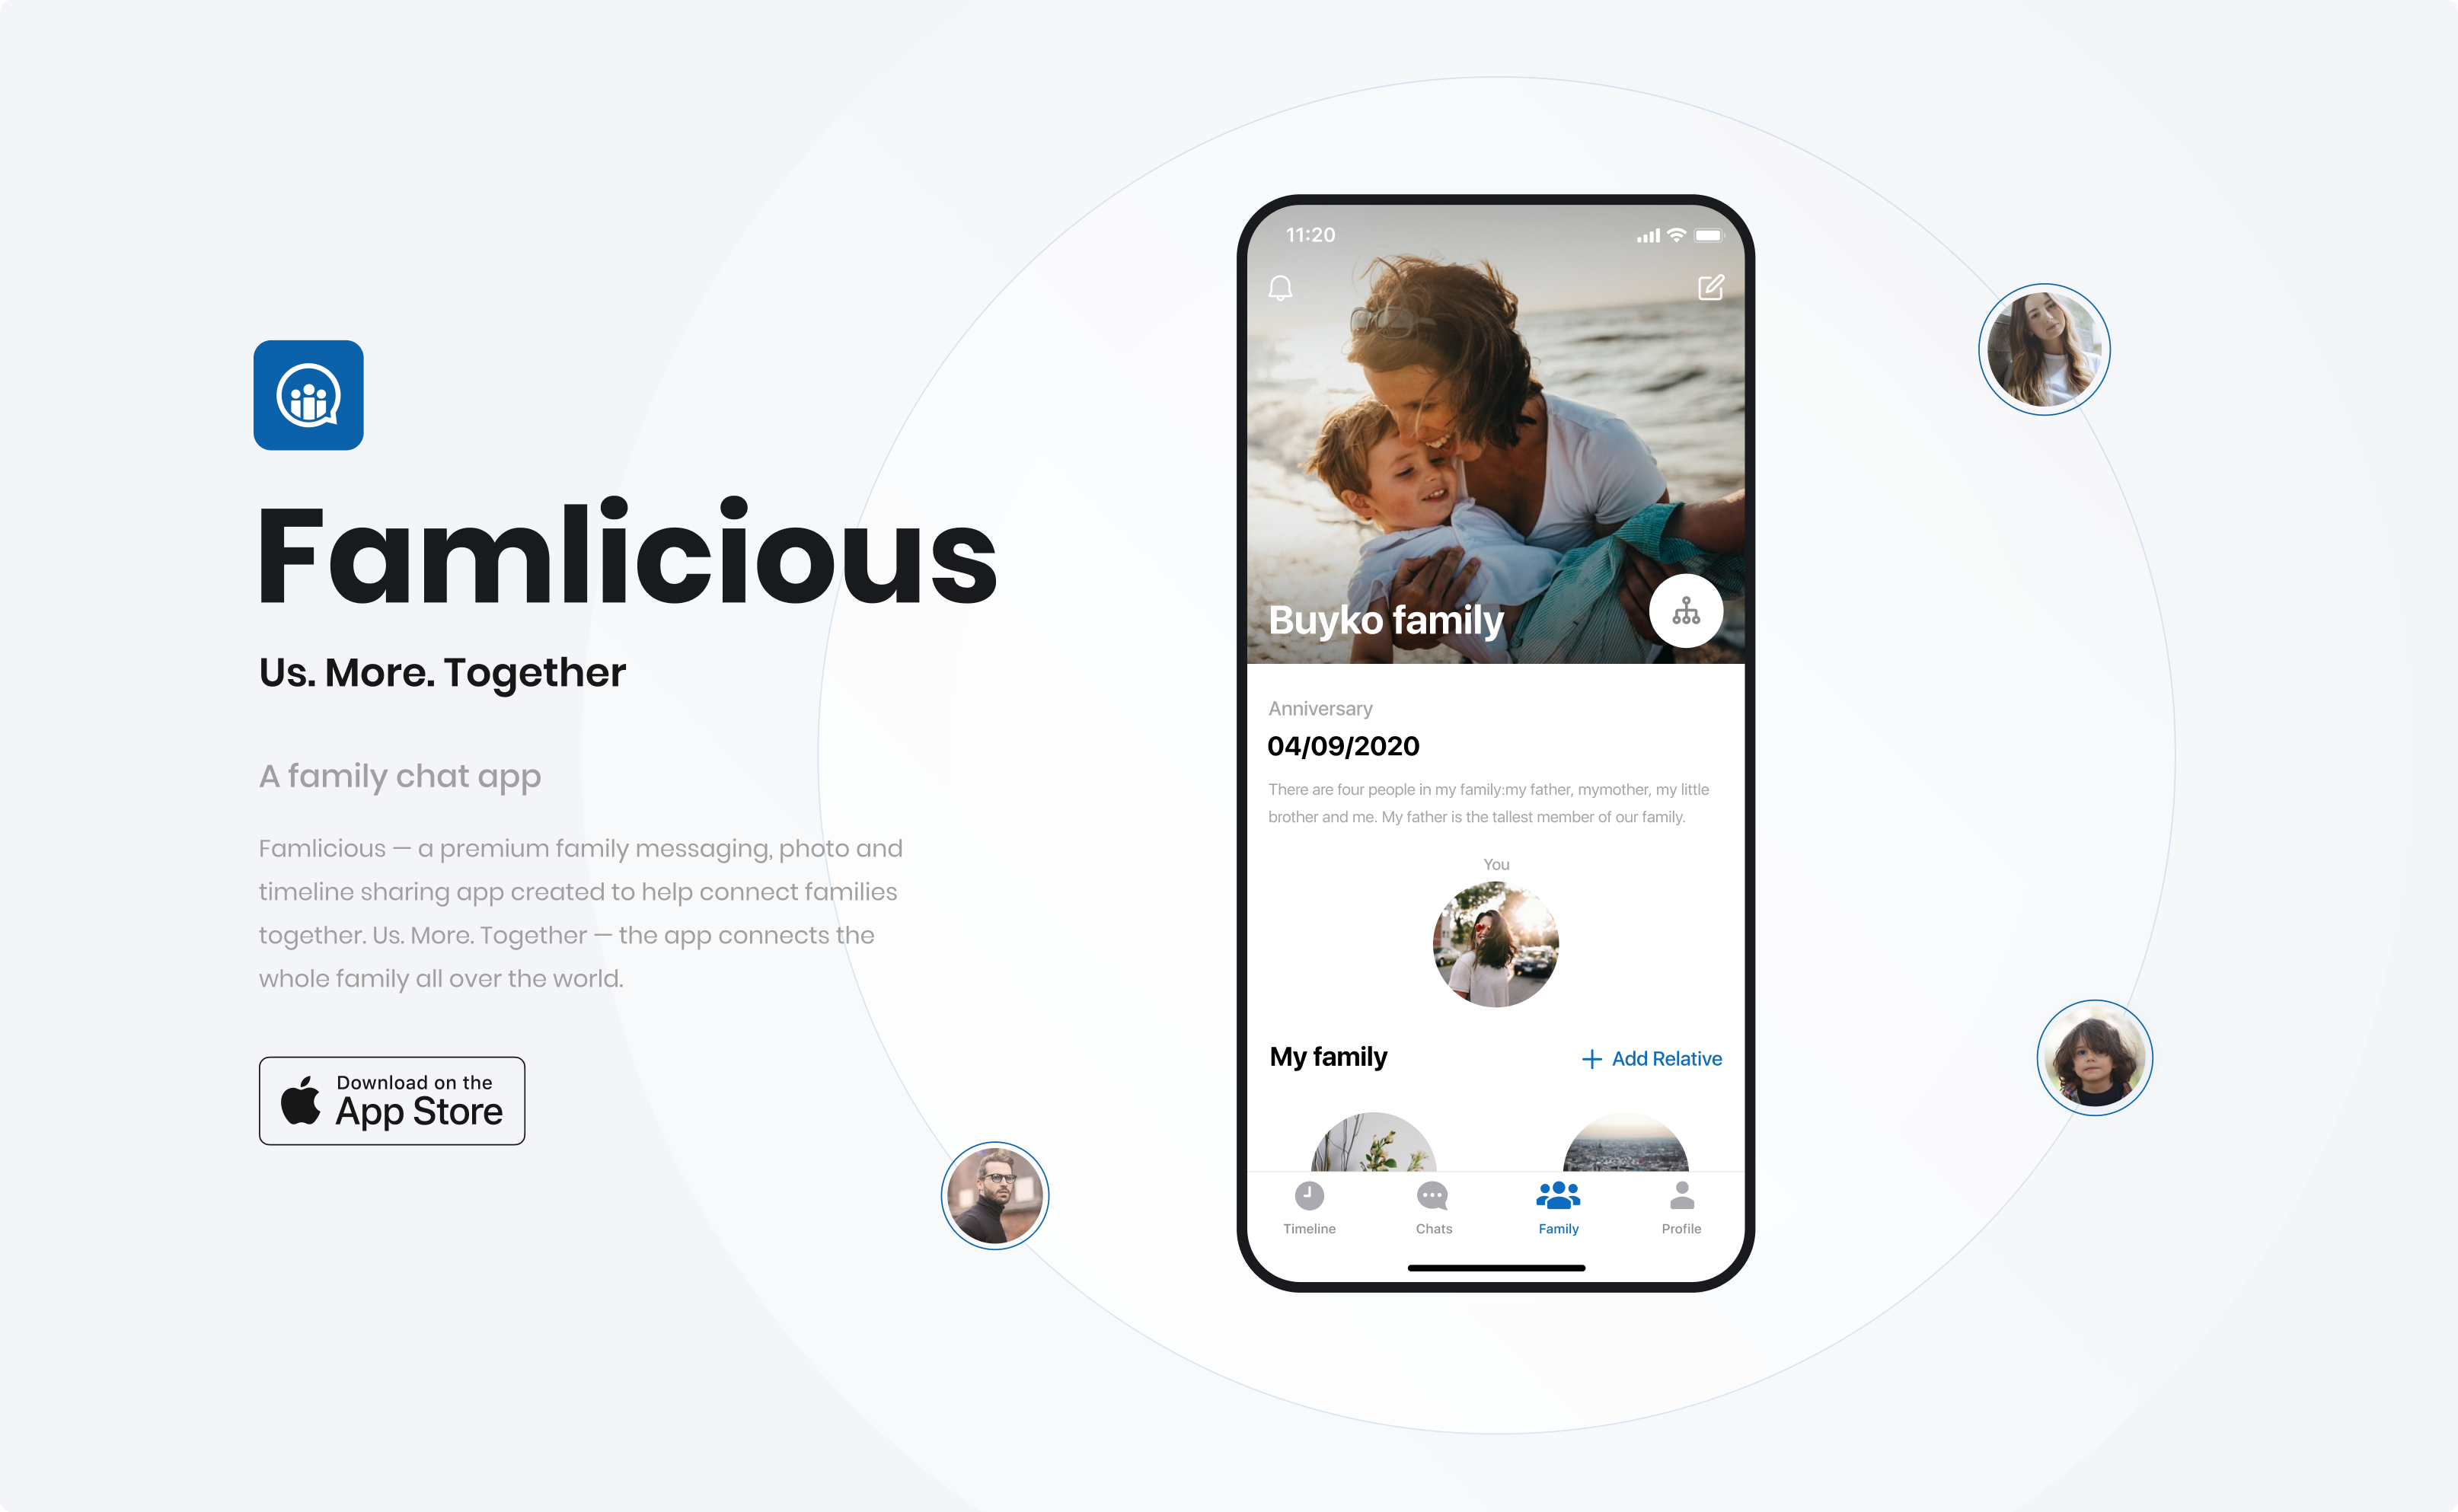 Famlicious
Us. More. Together
A family chat app
Famlicious — a premium family messaging, photo and
timeline sharing app created to help connect families
together. Us. More. Together — the app connects the
whole family all over the world.
Download on the
App Store
11:20
Buyko family
Anniversary
04/09/2020
There are four people in my family:my father, mymother, my little
brother and me. My father is the tallest member of our family.
You
My family
+ Add Relative
Timeline
Chats
Family
Profile